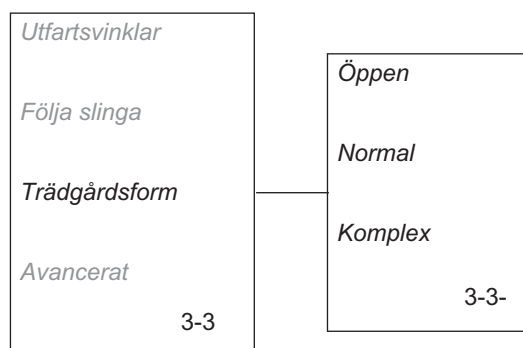 Utfartsvinklar
Följa slinga
Trädgårdsform
Avancerat
3-3
Öppen
Normal
Komplex
3-3-